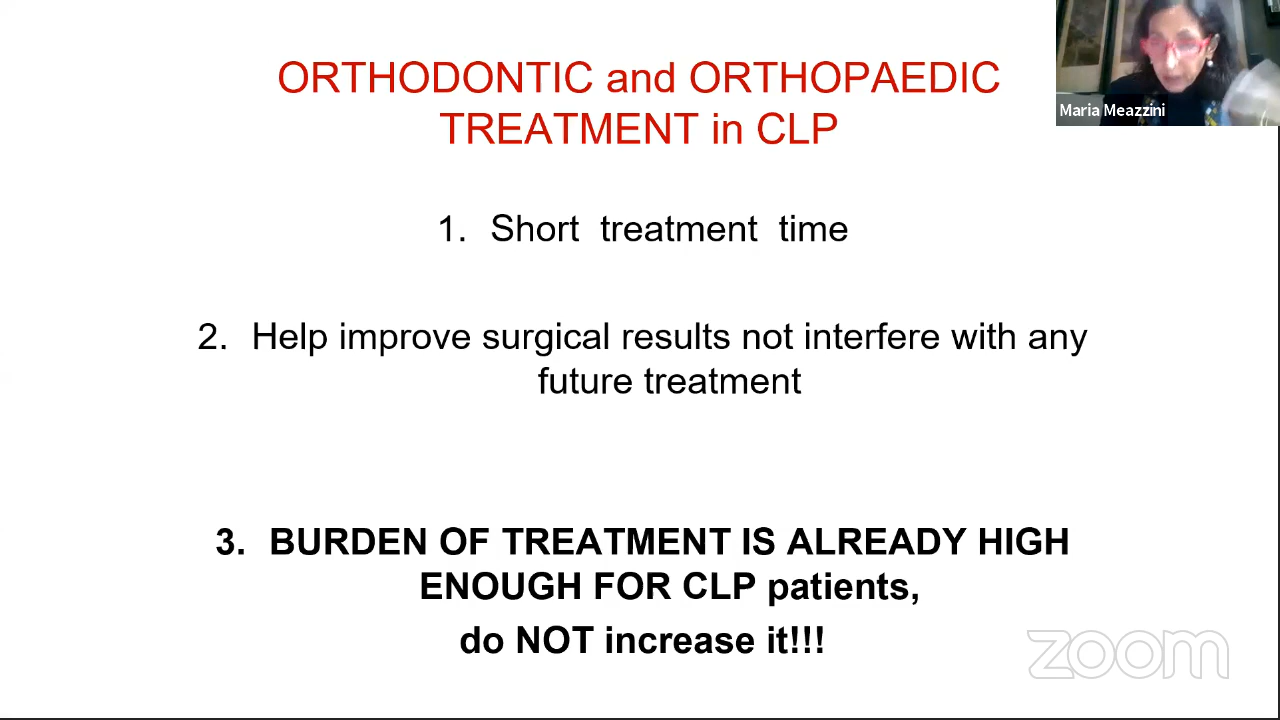 ORTHODONTIC and ORTHOPAEDIC
TREATMENT in CLP
Maria Meazzini
1. Short treatment time
2. Help improve surgical results not interfere with any
future treatment
3. BURDEN OF TREATMENT IS ALREADY HIGH
ENOUGH FOR CLP patients,
do NOT increase it!!!
zoom